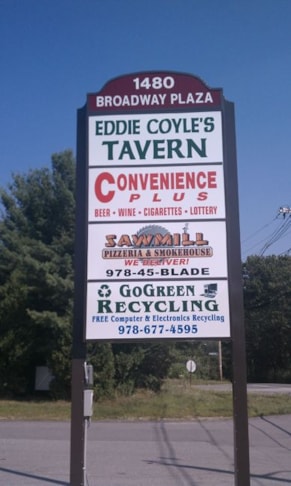 1480
BROADWAY PLAZA
EDDIE COYLE'S
TAVERN
CONVENIENCE
PLUS
BEER - WINE - CIGARETTES - LOTTERY
SAWMILL
PIZZERIA & SMOKEHOUSE
WE DELIVER!
978-45-BLADE
GOGREEN
RECYCLING
FREE Computer & Electronics Recycling
978-677-4595